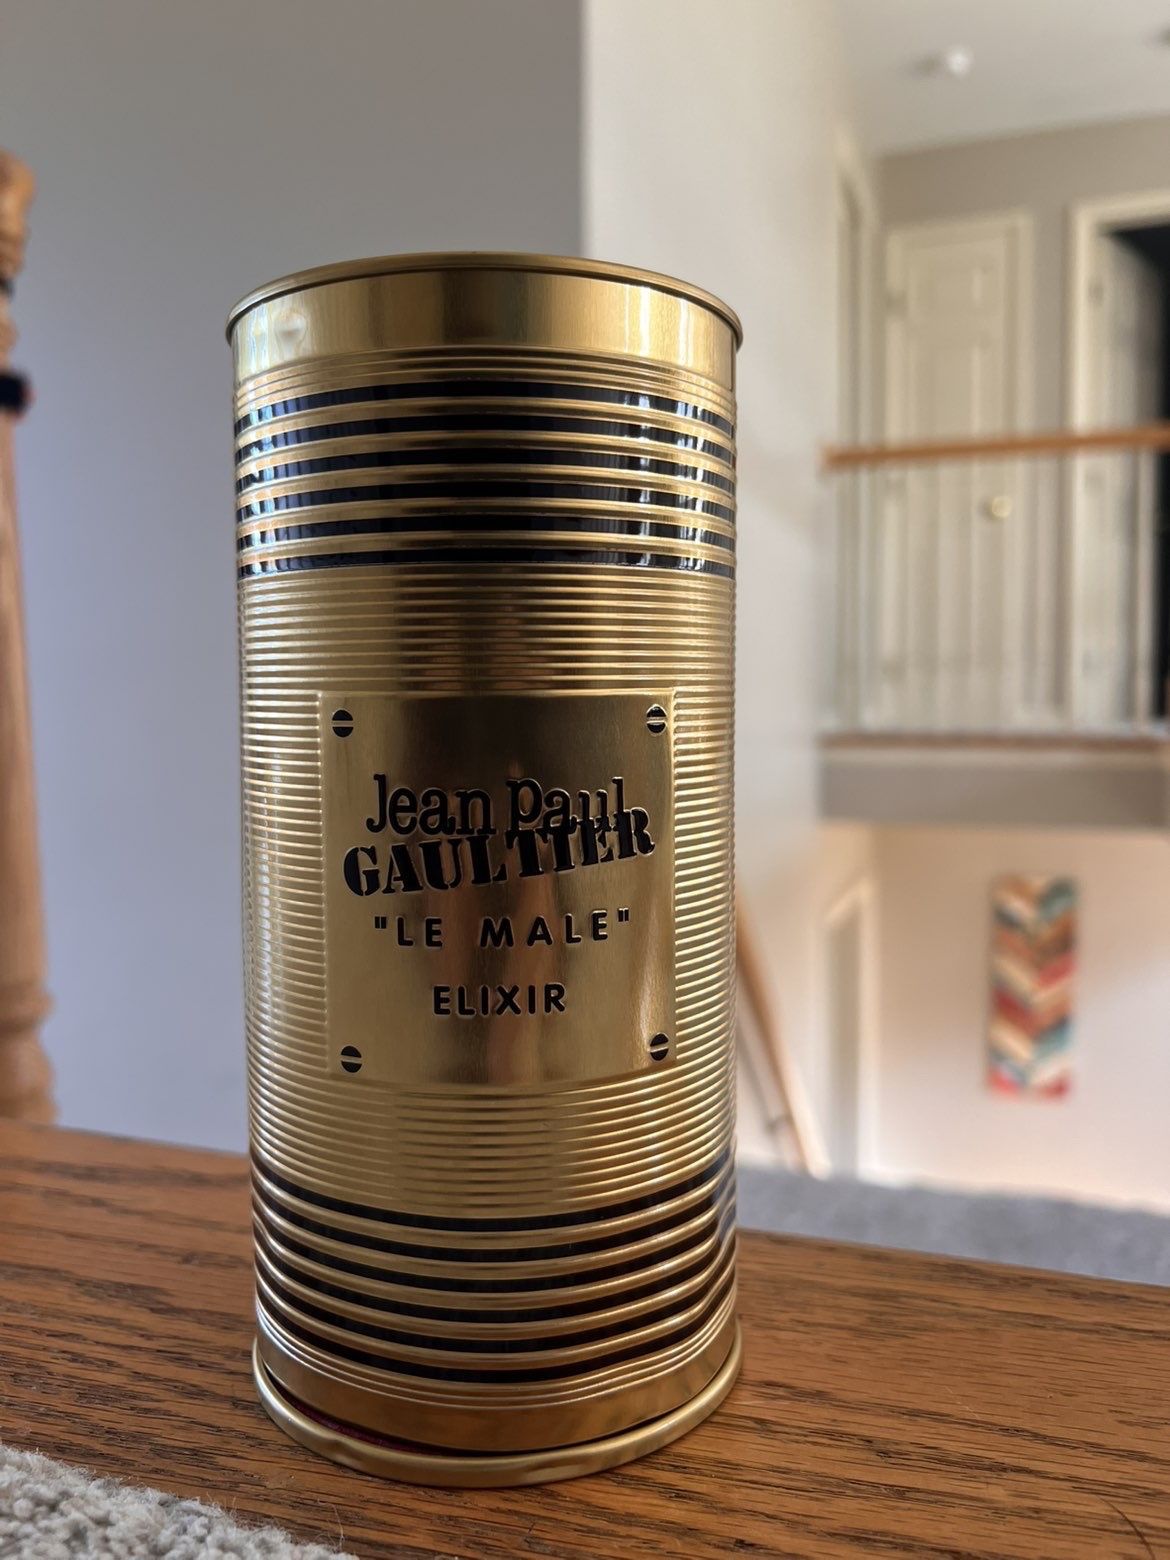 Jean Paul
GAULTIER
"LE MALE"
ELIXIR